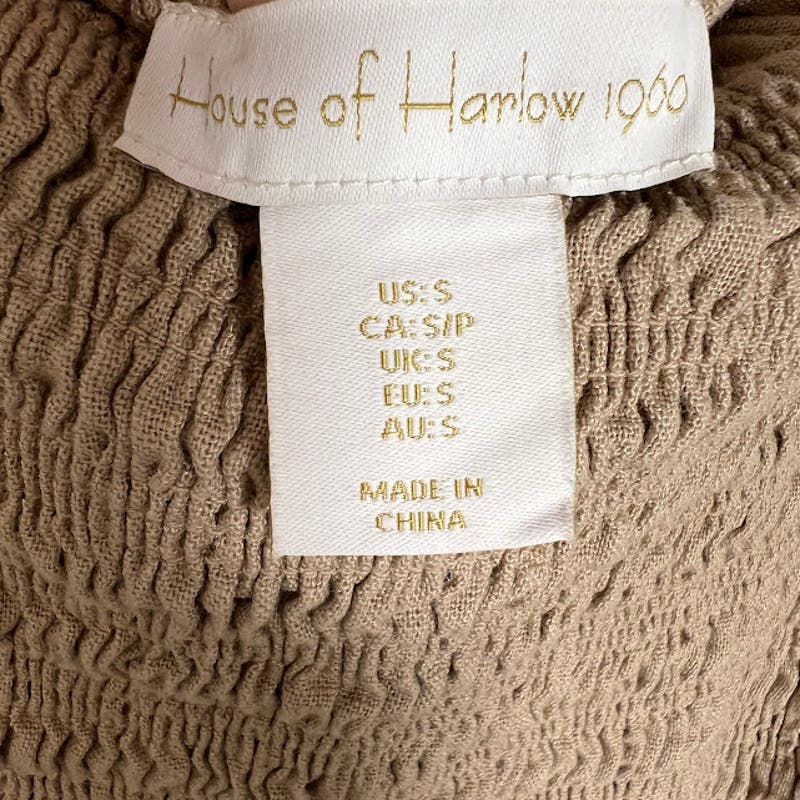 House of Harlow 1960
US: S
CA: S/P
UK: S
EU: S
AU: S
MADE IN
CHINA